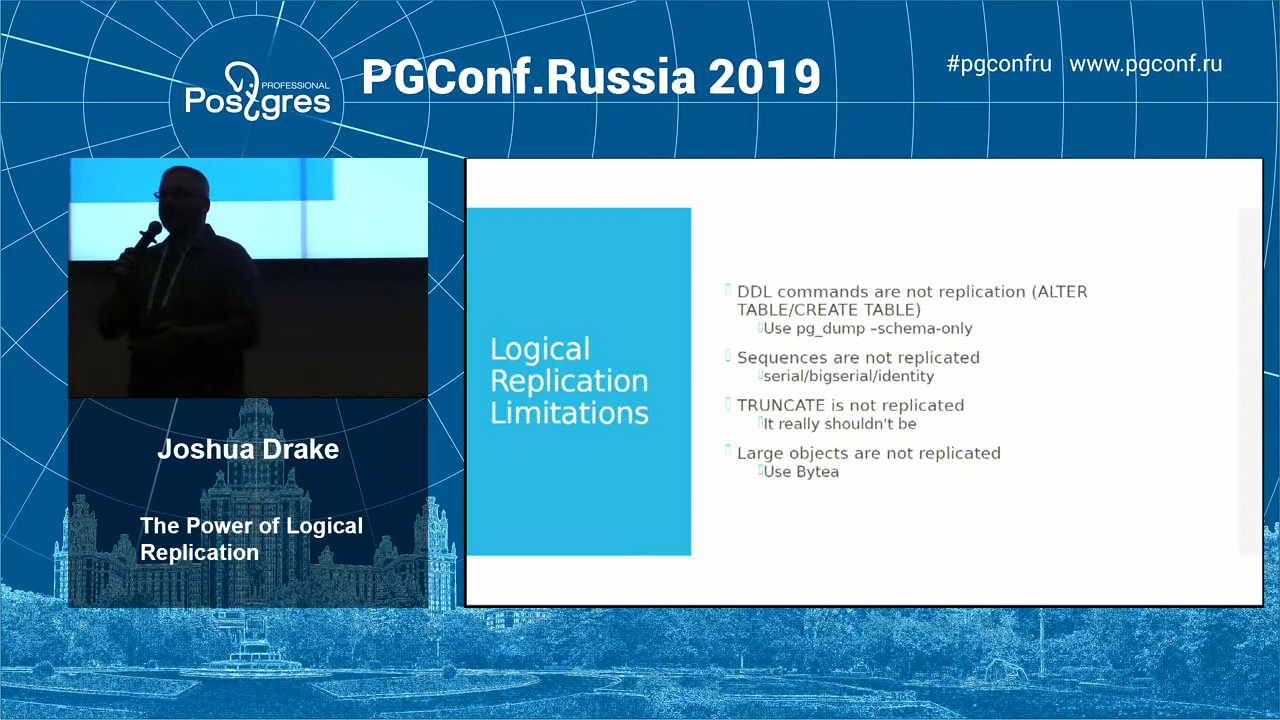 PROFESSIONAL
Postgres
PGConf.Russia 2019
#pgconfru www.pgconf.ru
Joshua Drake
The Power of Logical
Replication
Logical
Replication
Limitations
DDL commands are not replication (ALTER
TABLE/CREATE TABLE)
Use pg_dump –schema-only
Sequences are not replicated
serial/bigserial/identity
TRUNCATE is not replicated
It really shouldn't be
Large objects are not replicated
Use Bytea